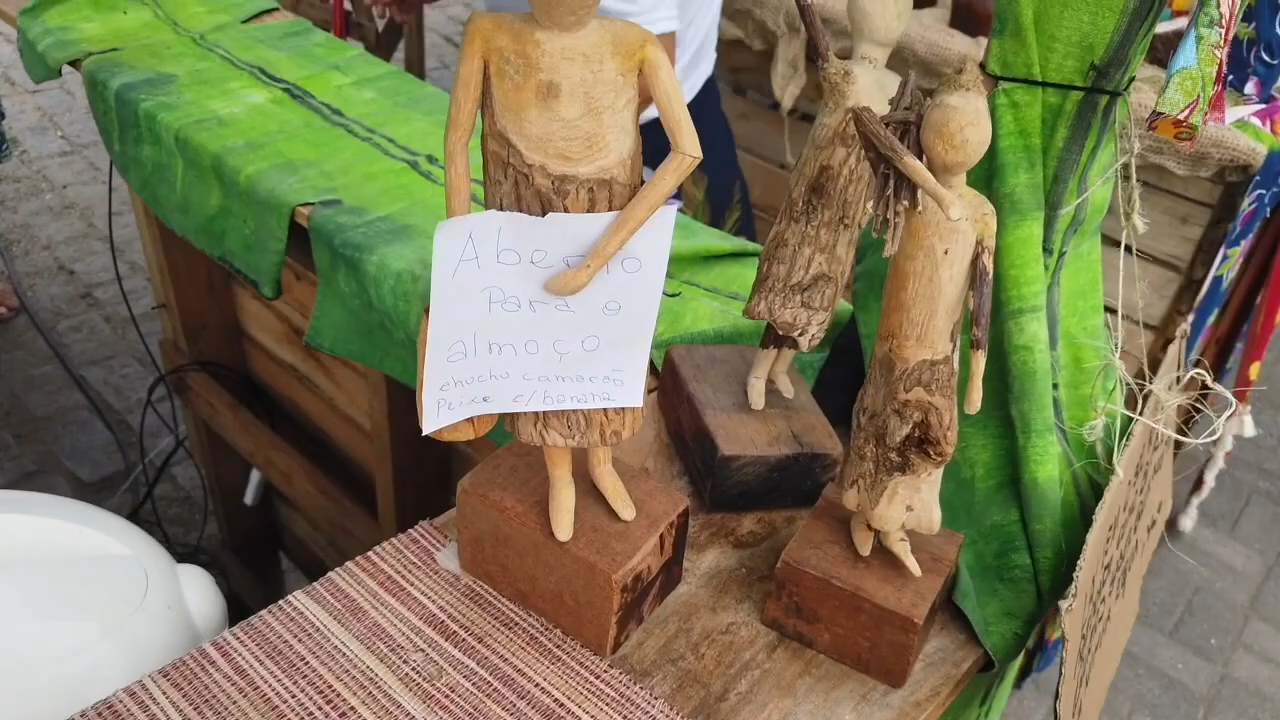 Aberto
Para o
almoço
chuchu camarão
Peixe c/banana